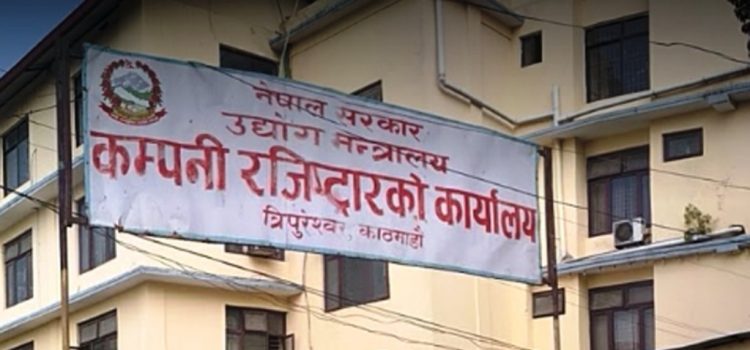 नेपाल सरकार
उद्योग मन्त्रालय
कम्पनी रजिष्ट्रारको कार्यालय
त्रिपुरेश्वर, काठमाडौं